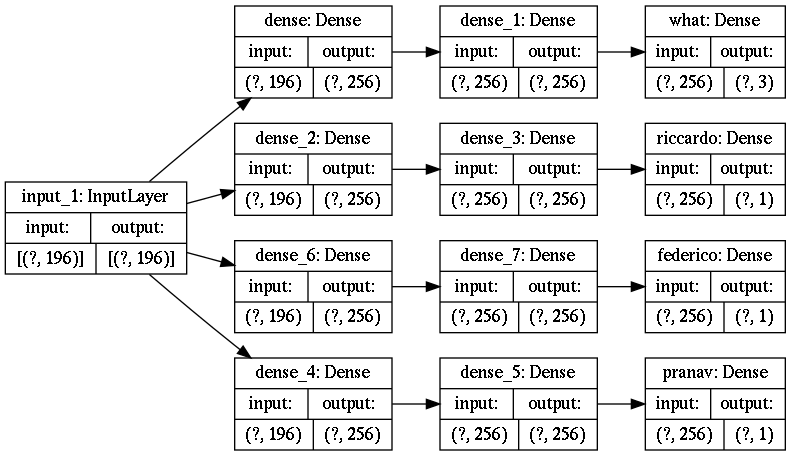 dense: Dense
input: output:
(?, 196) (?, 256)
dense_1: Dense
input: output:
(?, 256) (?, 256)
what: Dense
input: output:
(?, 256) (?, 3)
dense_2: Dense
input: output:
(?, 196) (?, 256)
dense_3: Dense
input: output:
(?, 256) (?, 256)
riccardo: Dense
input: output:
(?, 256) (?, 1)
input_1: InputLayer
input: output:
[(?, 196)] [(?, 196)]
dense_6: Dense
input: output:
(?, 196) (?, 256)
dense_7: Dense
input: output:
(?, 256) (?, 256)
federico: Dense
input: output:
(?, 256) (?, 1)
dense_4: Dense
input: output:
(?, 196) (?, 256)
dense_5: Dense
input: output:
(?, 256) (?, 256)
pranav: Dense
input: output:
(?, 256) (?, 1)